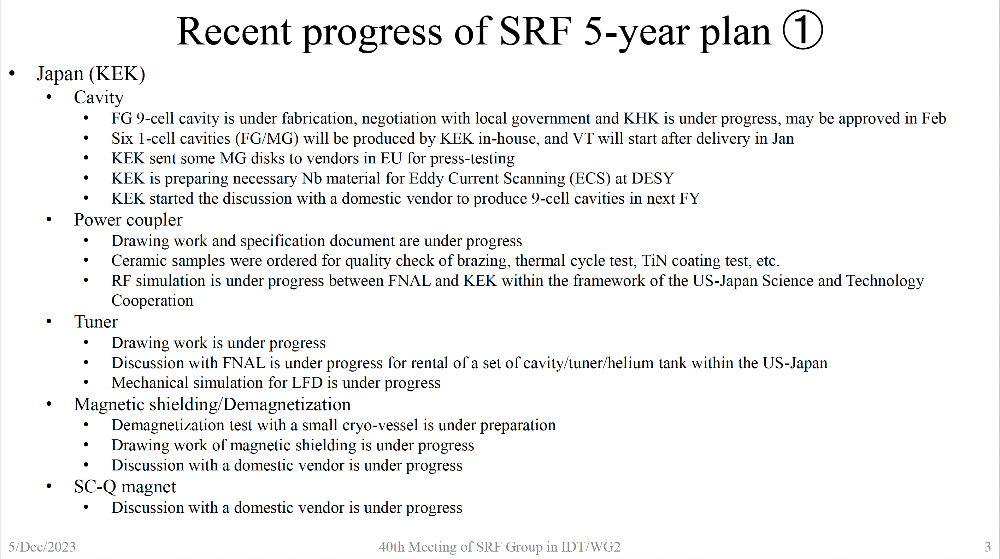 Recent progress of SRF 5-year plan ①
• Japan (KEK)
• Cavity
• FG 9-cell cavity is under fabrication, negotiation with local government and KHK is under progress, may be approved in Feb
• Six 1-cell cavities (FG/MG) will be produced by KEK in-house, and VT will start after delivery in Jan
• KEK sent some MG disks to vendors in EU for press-testing
• KEK is preparing necessary Nb material for Eddy Current Scanning (ECS) at DESY
• KEK started the discussion with a domestic vendor to produce 9-cell cavities in next FY
• Power coupler
• Drawing work and specification document are under progress
• Ceramic samples were ordered for quality check of brazing, thermal cycle test, TiN coating test, etc.
• RF simulation is under progress between FNAL and KEK within the framework of the US-Japan Science and Technology
Cooperation
• Tuner
• Drawing work is under progress
• Discussion with FNAL is under progress for rental of a set of cavity/tuner/helium tank within the US-Japan
• Mechanical simulation for LFD is under progress
• Magnetic shielding/Demagnetization
• Demagnetization test with a small cryo-vessel is under preparation
• Drawing work of magnetic shielding is under progress
• Discussion with a domestic vendor is under progress
• SC-Q magnet
• Discussion with a domestic vendor is under progress
5/Dec/2023
40th Meeting of SRF Group in IDT/WG2
3